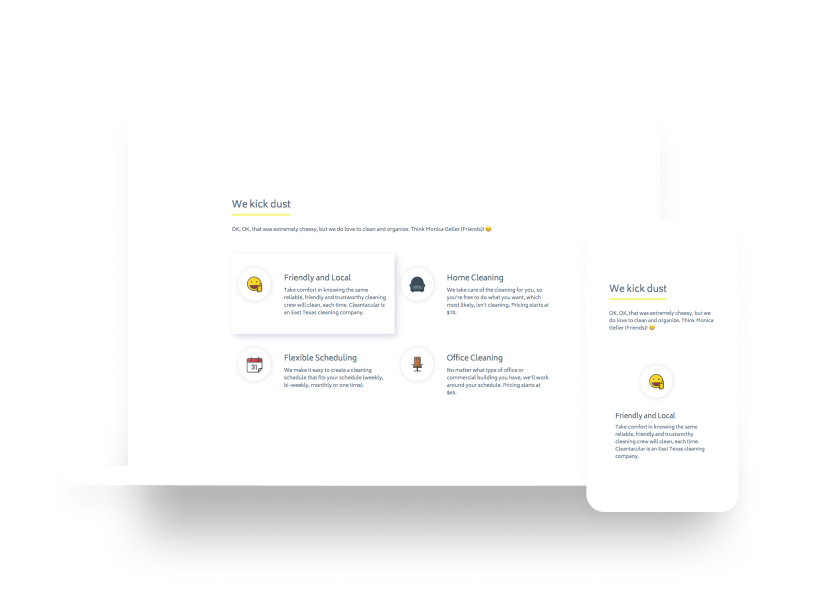 We kick dust
OK, OK, that was extremely cheesy, but we do love to clean and organize. Think Monica Geller (Friends)! 😊
Friendly and Local
Take comfort in knowing the same
reliable, friendly and trustworthy cleaning
crew will clean, each time. Cleantacular is
an East Texas cleaning company.
Home Cleaning
We take care of the cleaning for you, so
you're free to do what you want, which
most likely, isn't cleaning. Pricing starts at
$70.
31
Flexible Scheduling
We make it easy to create a cleaning
schedule that fits your schedule (weekly,
bi-weekly, monthly or one time).
Office Cleaning
No matter what type of office or
commercial building you have, we'll work
around your schedule. Pricing starts at
$65.
We kick dust
OK, OK, that was extremely cheesy, but we
do love to clean and organize. Think Monica
Geller (Friends)! 😊
Friendly and Local
Take comfort in knowing the same
reliable, friendly and trustworthy
cleaning crew will clean, each time.
Cleantacular is an East Texas cleaning
company.